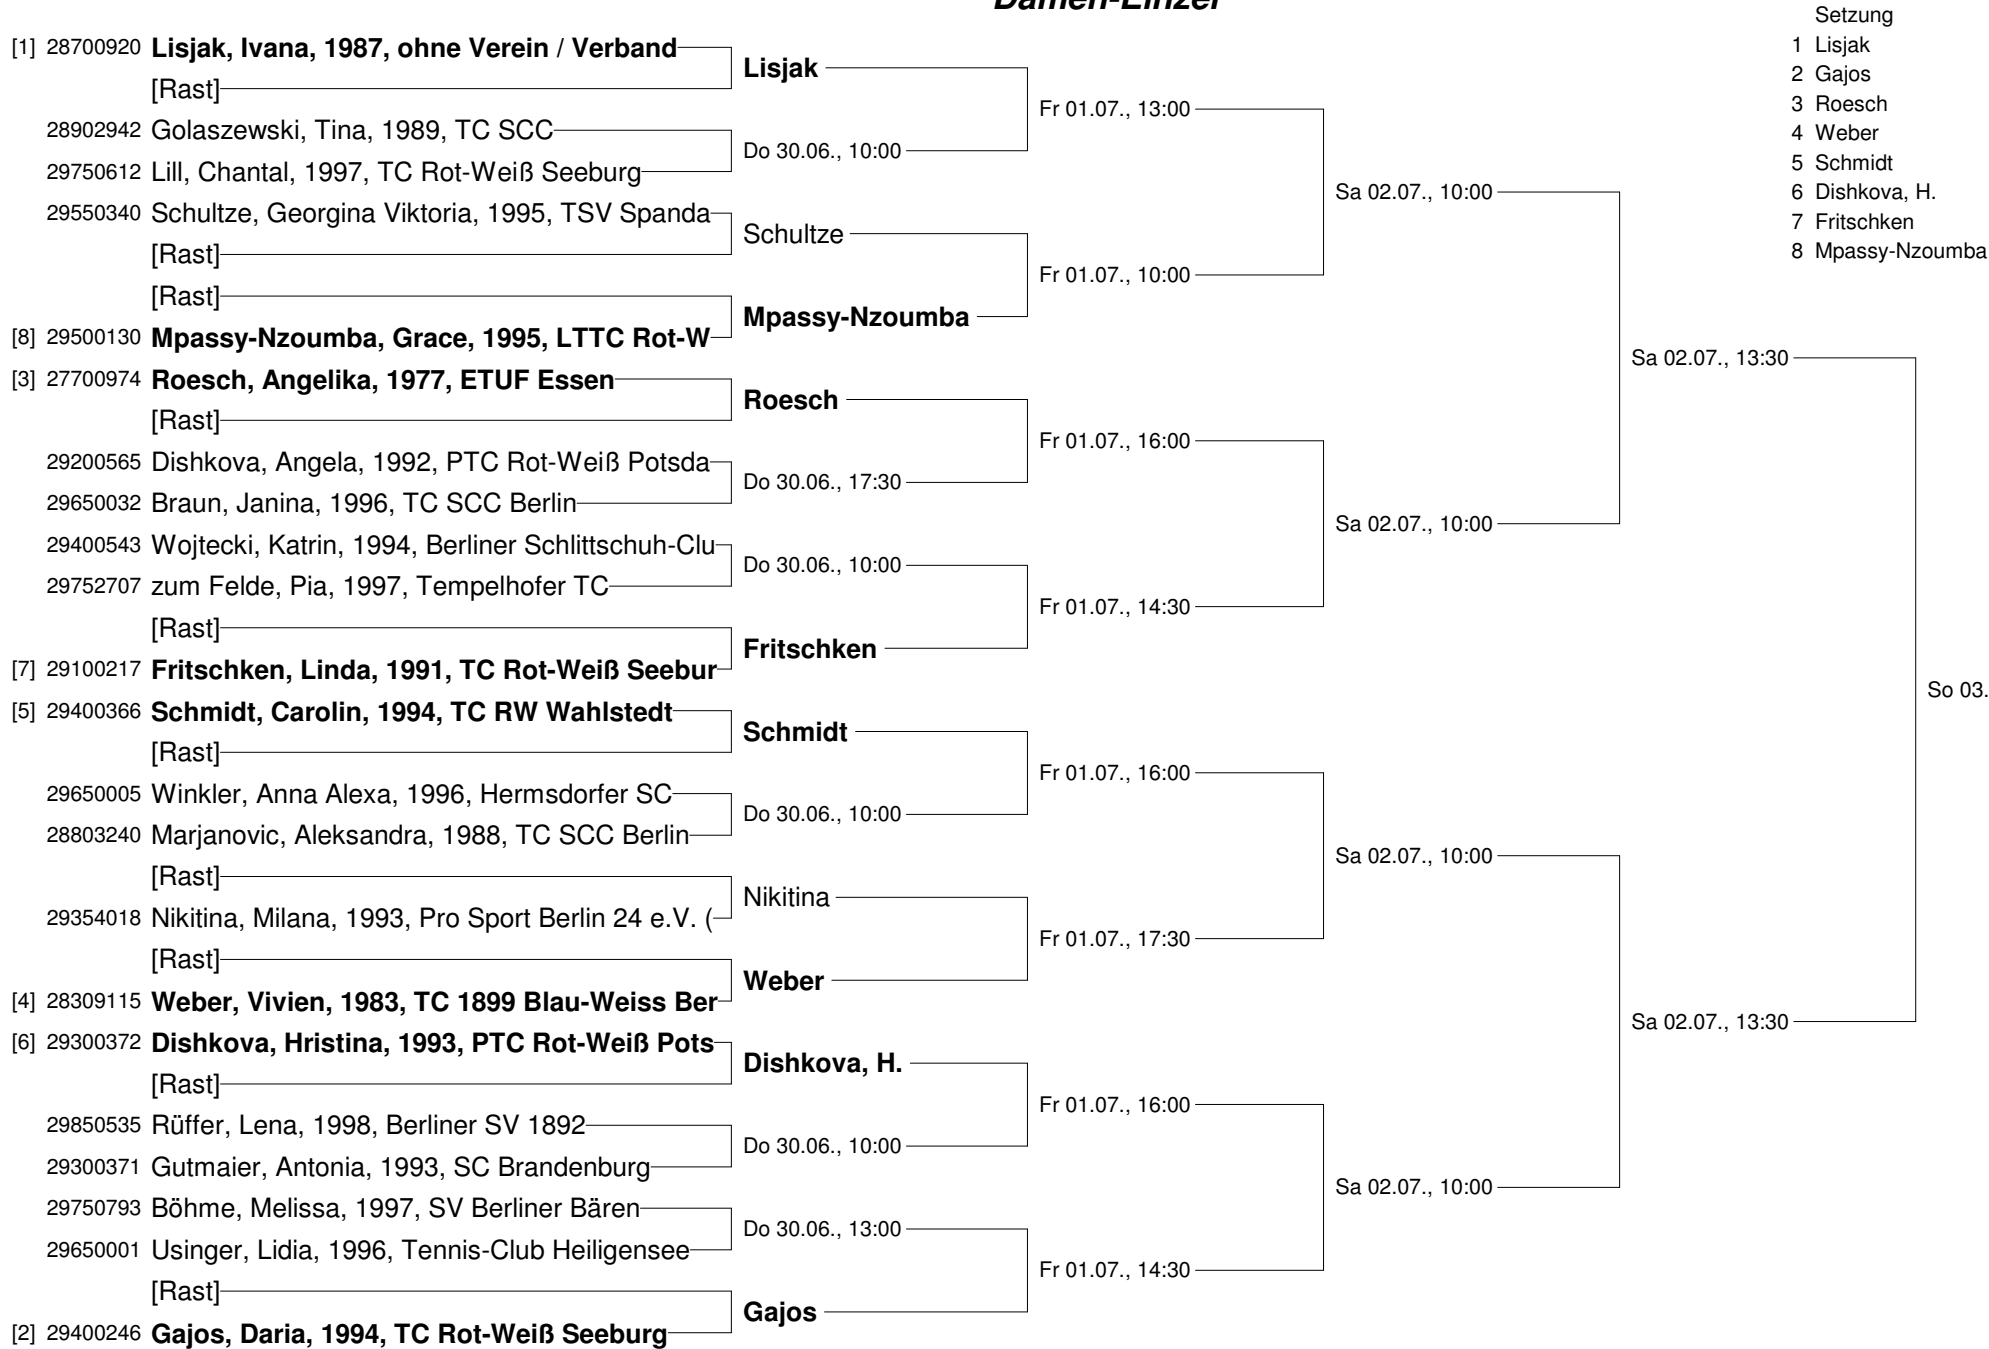 Damen-Einzel
Setzung
1 Lisjak
2 Gajos
3 Roesch
4 Weber
5 Schmidt
6 Dishkova, H.
7 Fritschken
8 Mpassy-Nzoumba
[1] 28700920 Lisjak, Ivana, 1987, ohne Verein / Verband
[Rast]
28902942 Golaszewski, Tina, 1989, TC SCC
29750612 Lill, Chantal, 1997, TC Rot-Weiß Seeburg
29550340 Schultze, Georgina Viktoria, 1995, TSV Spanda
[Rast]
[Rast]
[8] 29500130 Mpassy-Nzoumba, Grace, 1995, LTTC Rot-W
[3] 27700974 Roesch, Angelika, 1977, ETUF Essen
[Rast]
29200565 Dishkova, Angela, 1992, PTC Rot-Weiß Potsda
29650032 Braun, Janina, 1996, TC SCC Berlin
29400543 Wojtecki, Katrin, 1994, Berliner Schlittschuh-Clu
29752707 zum Felde, Pia, 1997, Tempelhofer TC
[Rast]
[7] 29100217 Fritschken, Linda, 1991, TC Rot-Weiß Seebur
[5] 29400366 Schmidt, Carolin, 1994, TC RW Wahlstedt
[Rast]
29650005 Winkler, Anna Alexa, 1996, Hermsdorfer SC
28803240 Marjanovic, Aleksandra, 1988, TC SCC Berlin
[Rast]
29354018 Nikitina, Milana, 1993, Pro Sport Berlin 24 e.V. (
[Rast]
[4] 28309115 Weber, Vivien, 1983, TC 1899 Blau-Weiss Ber
[6] 29300372 Dishkova, Hristina, 1993, PTC Rot-Weiß Pots
[Rast]
29850535 Rüffer, Lena, 1998, Berliner SV 1892
29300371 Gutmaier, Antonia, 1993, SC Brandenburg
29750793 Böhme, Melissa, 1997, SV Berliner Bären
29650001 Usinger, Lidia, 1996, Tennis-Club Heiligensee
[Rast]
[2] 29400246 Gajos, Daria, 1994, TC Rot-Weiß Seeburg
Lisjak
Do 30.06., 10:00
Schultze
Mpassy-Nzoumba
Roesch
Do 30.06., 17:30
Do 30.06., 10:00
Fritschken
Schmidt
Do 30.06., 10:00
Nikitina
Weber
Dishkova, H.
Do 30.06., 10:00
Do 30.06., 13:00
Gajos
Fr 01.07., 13:00
Fr 01.07., 10:00
Fr 01.07., 16:00
Fr 01.07., 14:30
Fr 01.07., 16:00
Fr 01.07., 17:30
Fr 01.07., 16:00
Fr 01.07., 14:30
Sa 02.07., 10:00
Sa 02.07., 10:00
Sa 02.07., 10:00
Sa 02.07., 10:00
Sa 02.07., 13:30
Sa 02.07., 13:30
So 03.